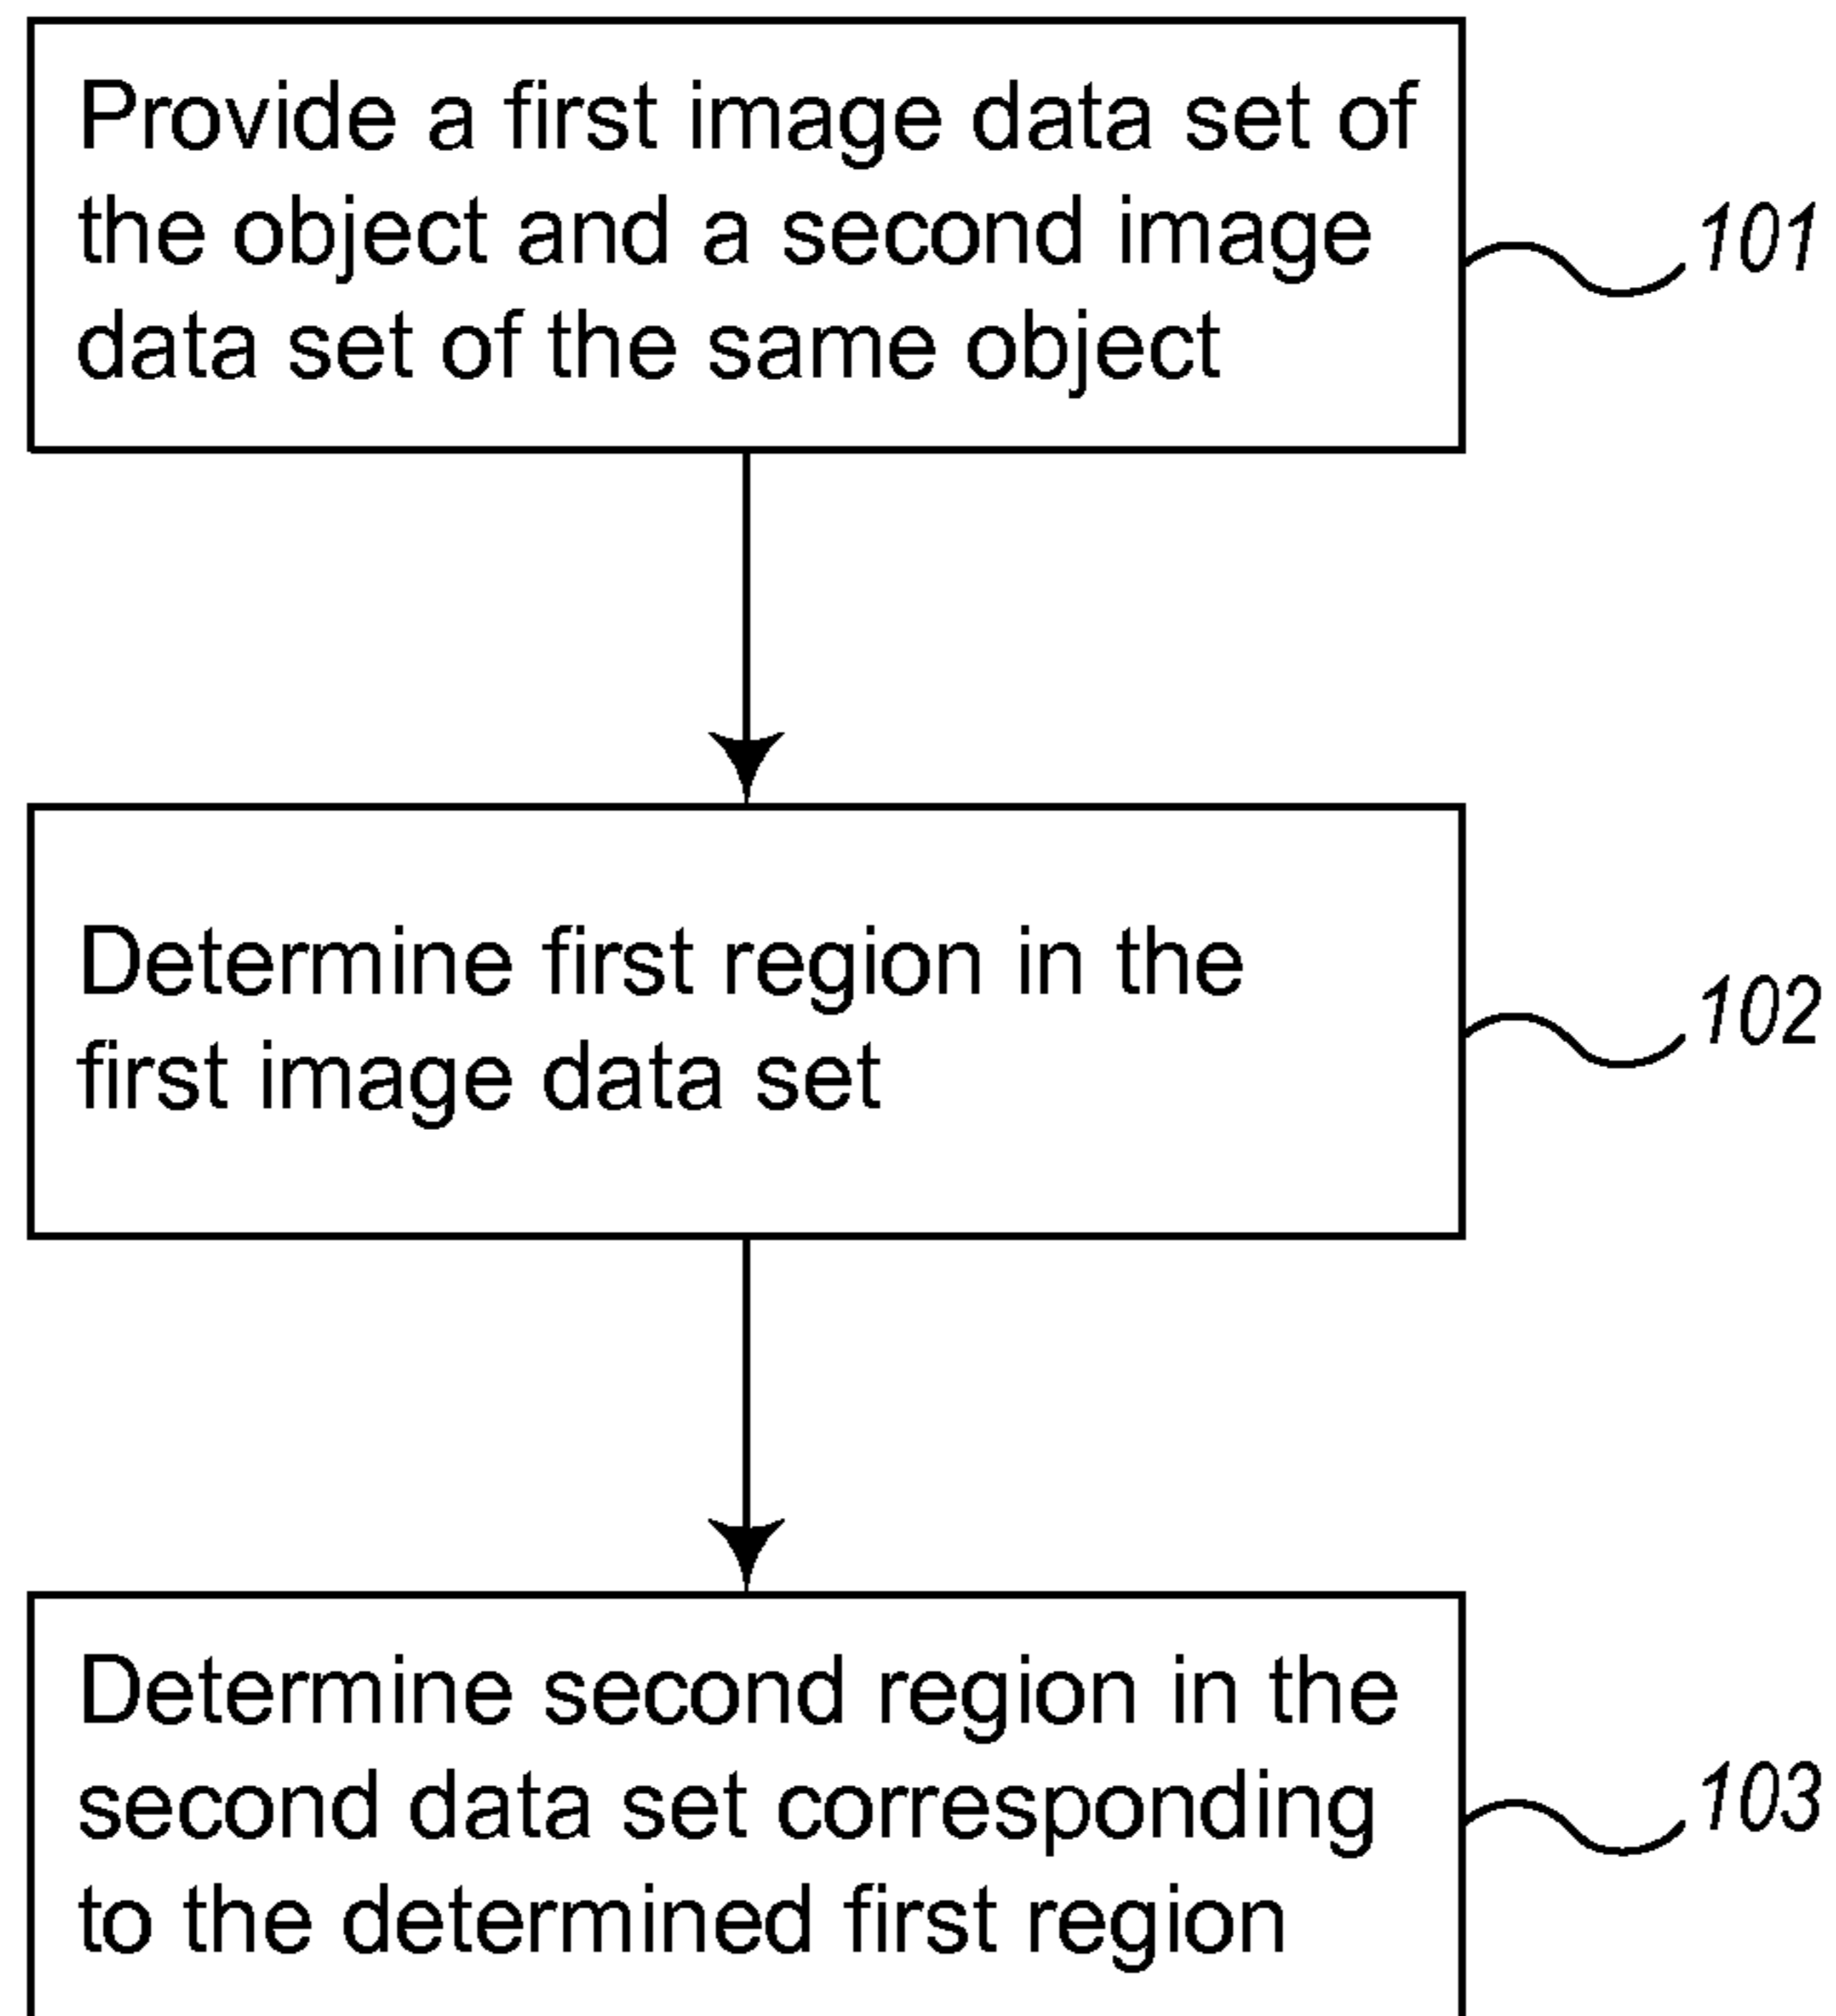 Provide a first image data set of
the object and a second image
data set of the same object
101
Determine first region in the
first image data set
102
Determine second region in the
second data set corresponding
to the determined first region
103